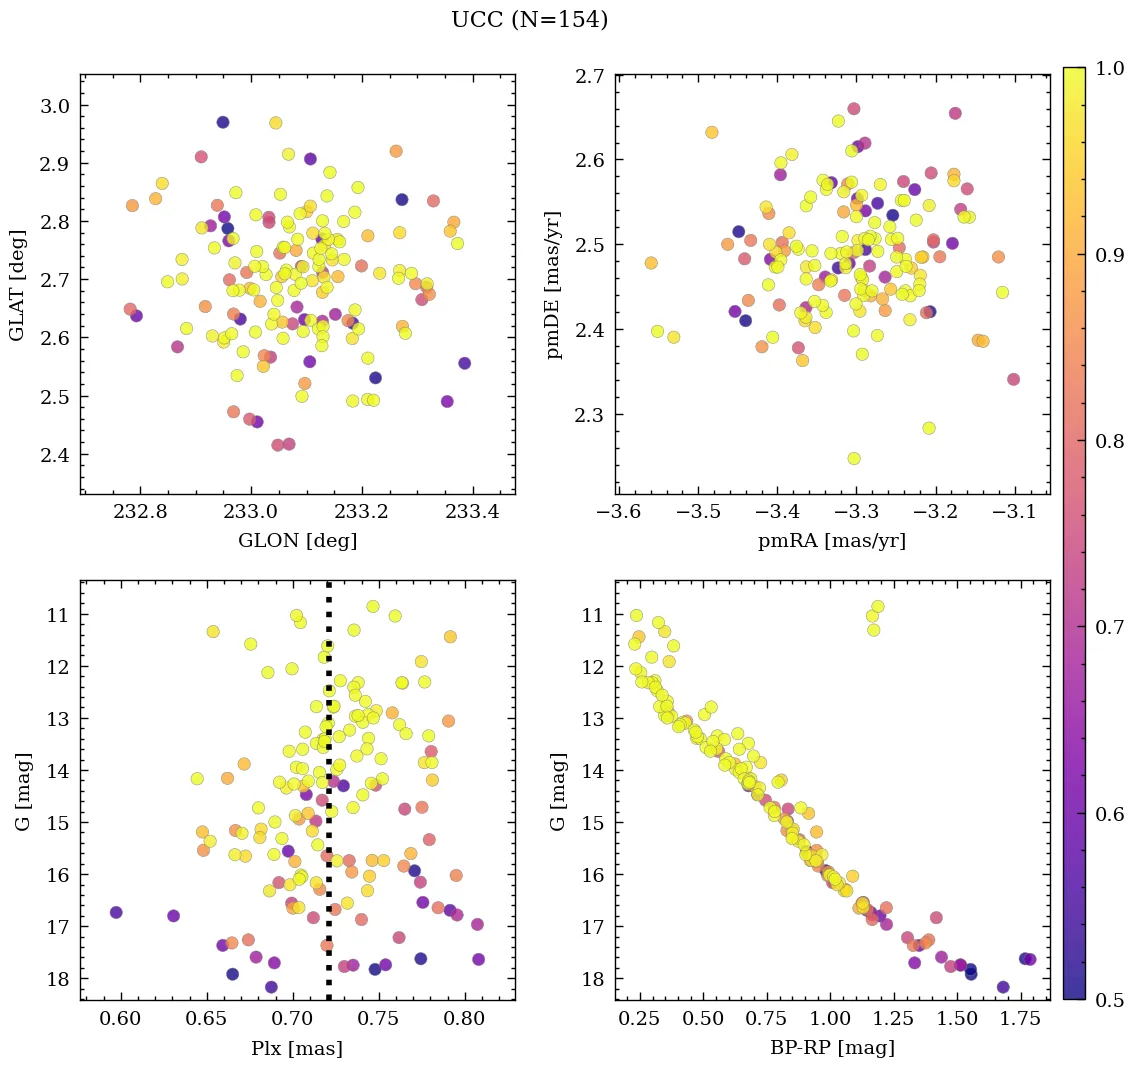 UCC (N=154)
3.0
2.9
2.8
2.7
2.6
2.5
2.4
GLAT [deg]
232.8 233.0 233.2 233.4
GLON [deg]
2.7
2.6
2.5
2.4
2.3
pmDE [mas/yr]
−3.6 −3.5 −3.4 −3.3 −3.2 −3.1
pmRA [mas/yr]
11
12
13
14
15
16
17
18
G [mag]
0.60 0.65 0.70 0.75 0.80
Plx [mas]
11
12
13
14
15
16
17
18
G [mag]
0.25 0.50 0.75 1.00 1.25 1.50 1.75
BP-RP [mag]
1.0
0.9
0.8
0.7
0.6
0.5